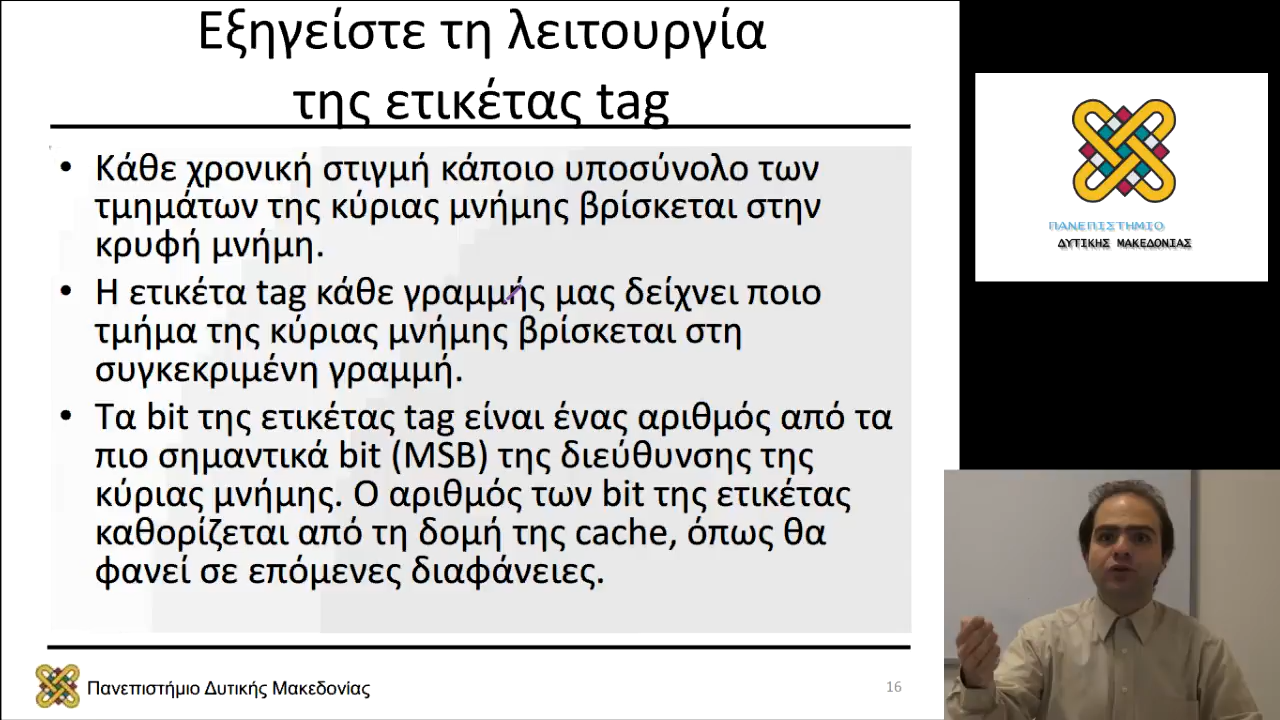 Εξηγείστε τη λειτουργία
της ετικέτας tag
• Κάθε χρονική στιγμή κάποιο υποσύνολο των
τμημάτων της κύριας μνήμης βρίσκεται στην
κρυφή μνήμη.
• Η ετικέτα tag κάθε γραμμής μας δείχνει ποιο
τμήμα της κύριας μνήμης βρίσκεται στη
συγκεκριμένη γραμμή.
• Τα bit της ετικέτας tag είναι ένας αριθμός από τα
πιο σημαντικά bit (MSB) της διεύθυνσης της
κύριας μνήμης. Ο αριθμός των bit της ετικέτας
καθορίζεται από τη δομή της cache, όπως θα
φανεί σε επόμενες διαφάνειες.
Πανεπιστήμιο Δυτικής Μακεδονίας
16
ΠΑΝΕΠΙΣΤΗΜΙΟ
ΔΥΤΙΚΗΣ ΜΑΚΕΔΟΝΙΑΣ